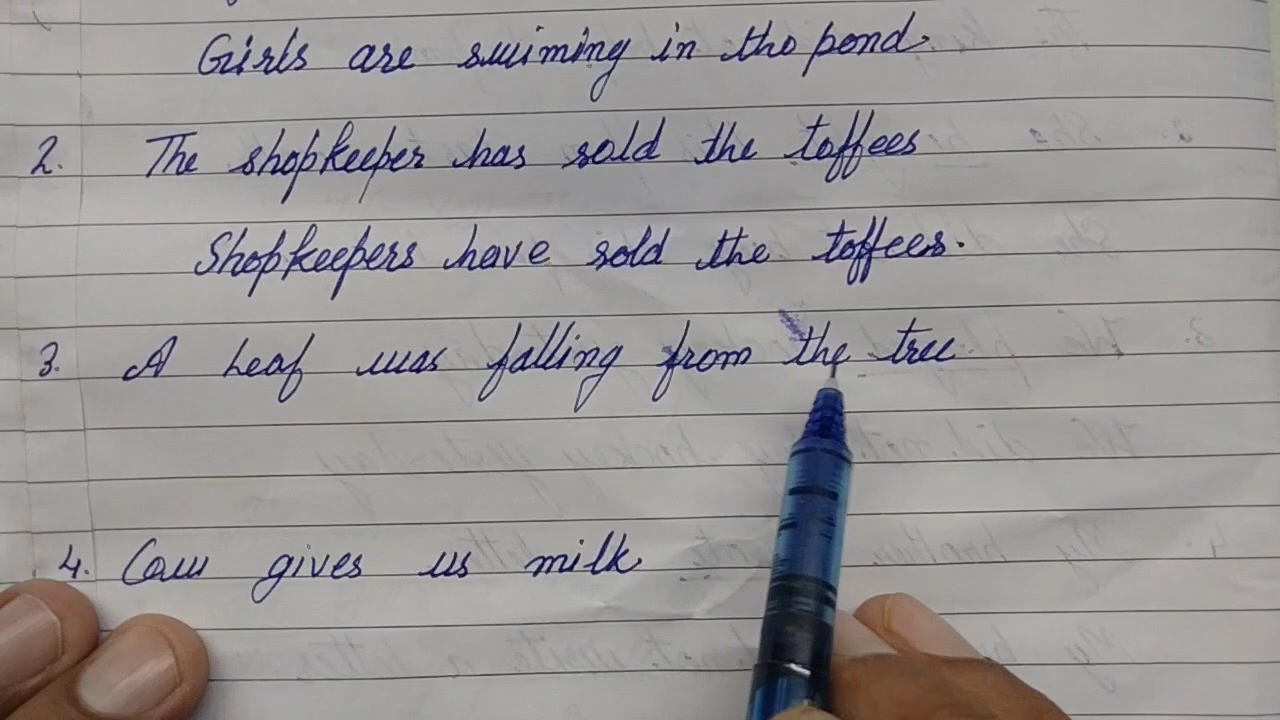 Girls are swiming in the pond.
2. The shopkeeper has sold the toffees
Shopkeepers have sold the toffees.
3. A Leaf was falling from the tree
4. Cow gives us milk